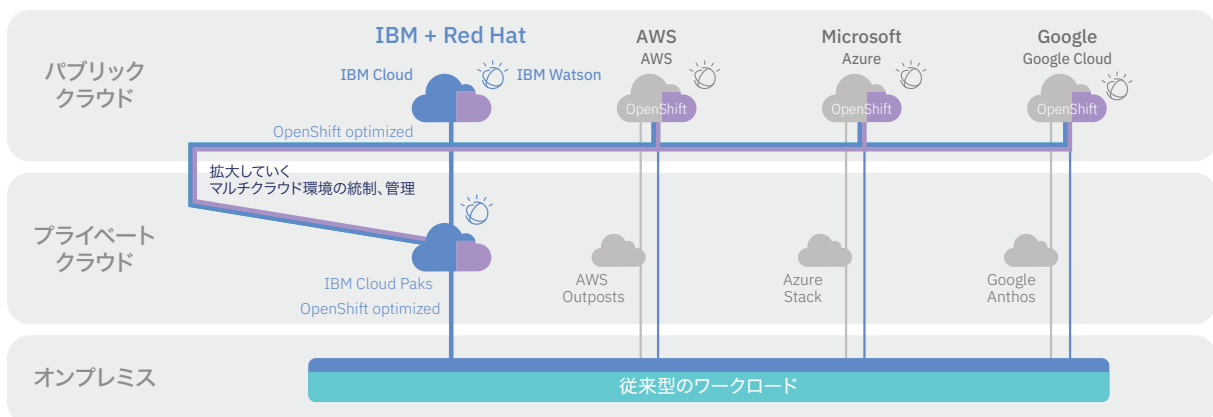 パブリック
クラウド
IBM + Red Hat
IBM Cloud
IBM Watson
OpenShift optimized
AWS
AWS
OpenShift
Microsoft
Azure
OpenShift
Google
Google Cloud
OpenShift
拡大していく
マルチクラウド環境の統制、管理
プライベート
クラウド
IBM Cloud Paks
OpenShift optimized
AWS
Outposts
Azure
Stack
Google
Anthos
オンプレミス
従来型のワークロード